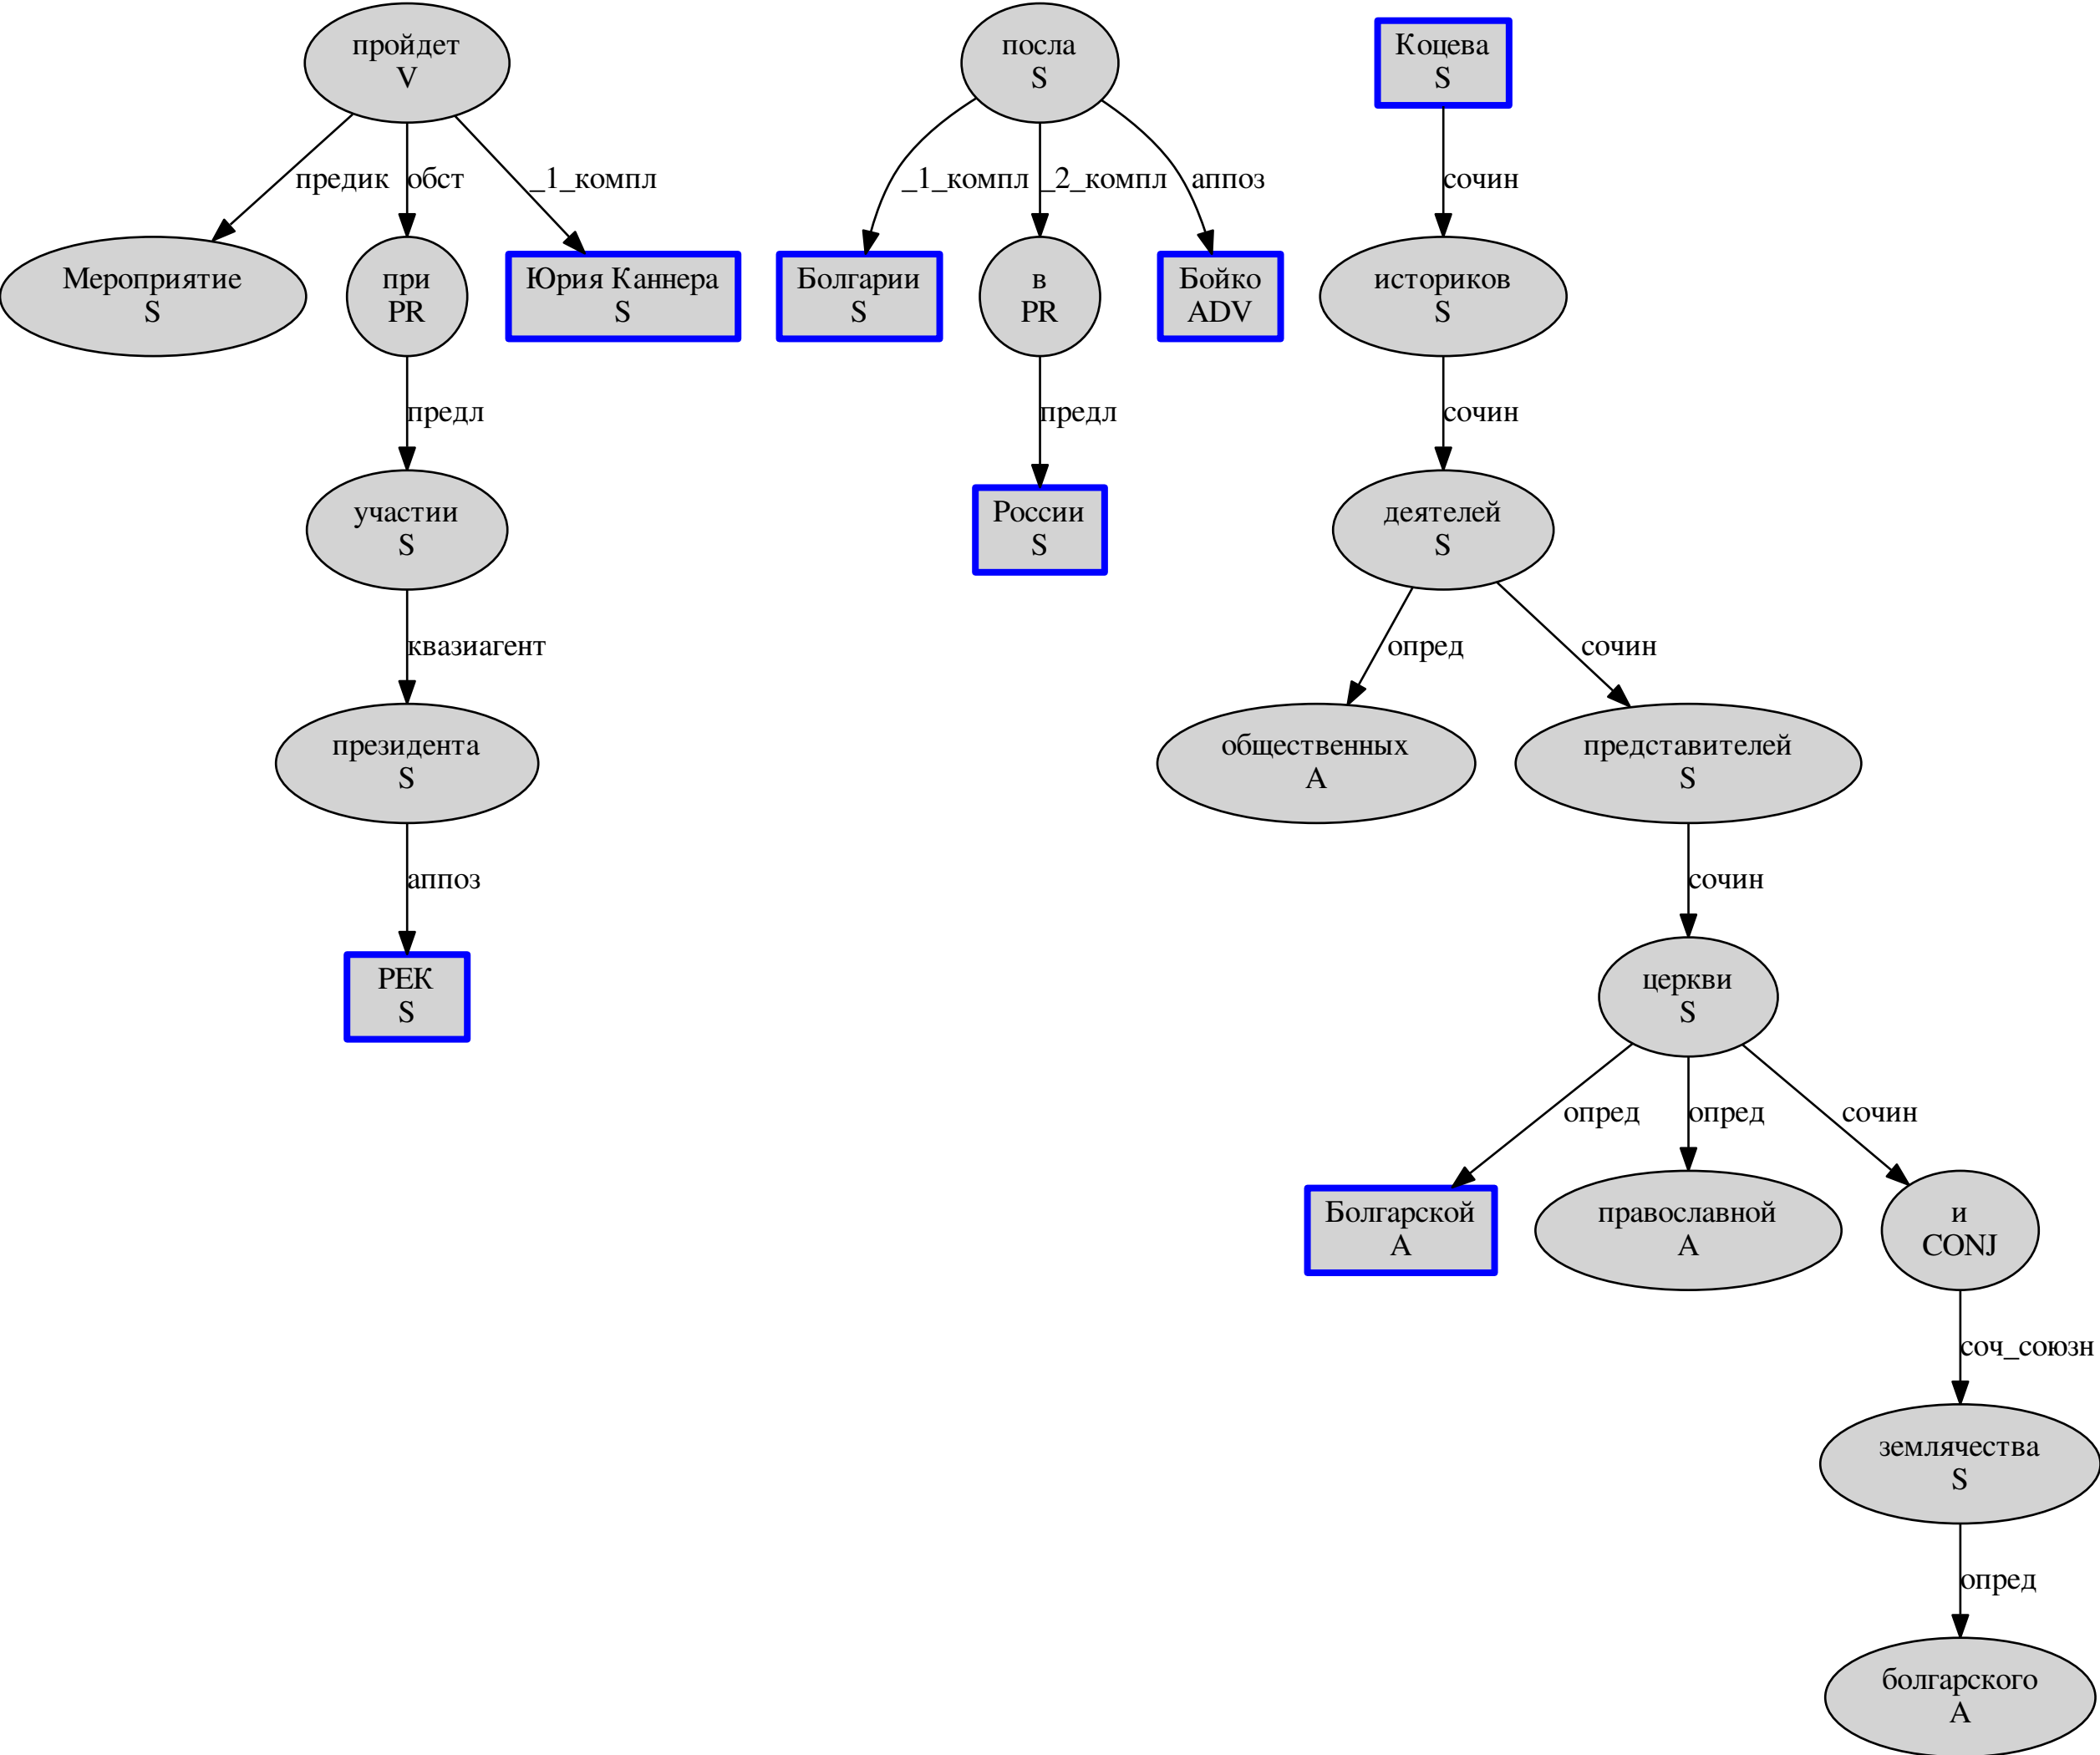 пройдет
V
посла
S
Коцева
S
предик
обст
_1_компл
_1_компл
_2_компл
аппоз
сочин
Мероприятие
S
при
PR
Юрия Каннера
S
Болгарии
S
в
PR
Бойко
ADV
историков
S
предл
предл
сочин
участии
S
России
S
деятелей
S
квазиагент
опред
сочин
президента
S
общественных
A
представителей
S
аппоз
сочин
РЕК
S
церкви
S
опред
опред
сочин
Болгарской
A
православной
A
и
CONJ
соч_союзн
землячества
S
опред
болгарского
A